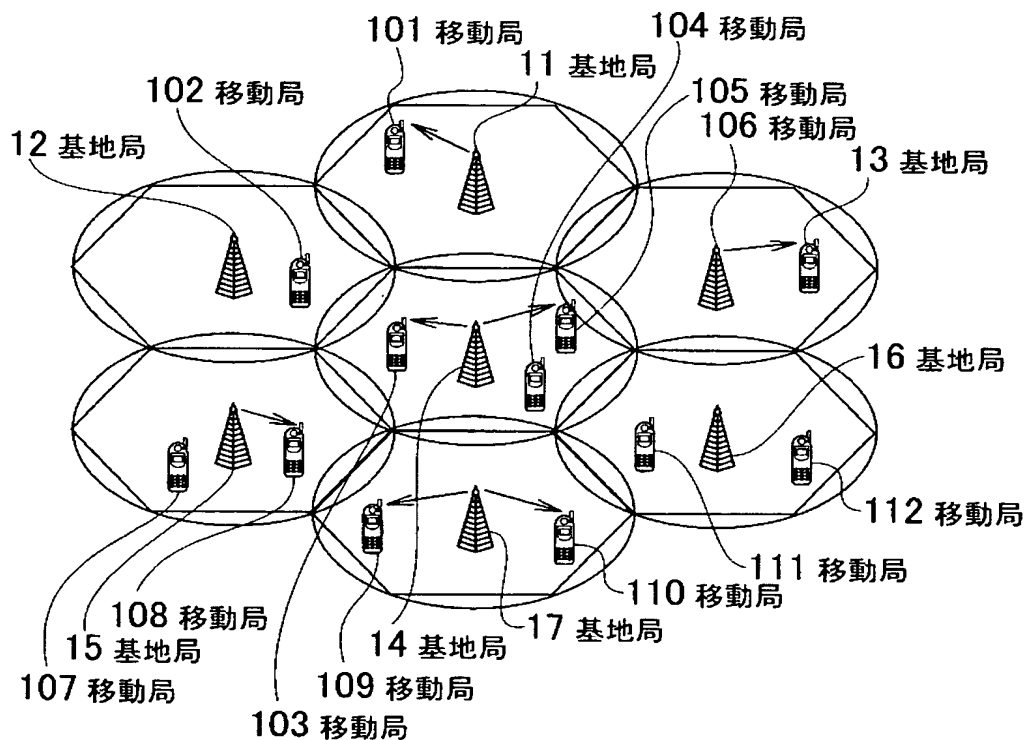 101 移動局
104 移動局
11 基地局
102 移動局
105 移動局
106 移動局
12 基地局
13 基地局
16 基地局
112 移動局
111 移動局
110 移動局
108 移動局
17 基地局
14 基地局
15 基地局
107 移動局
109 移動局
103 移動局